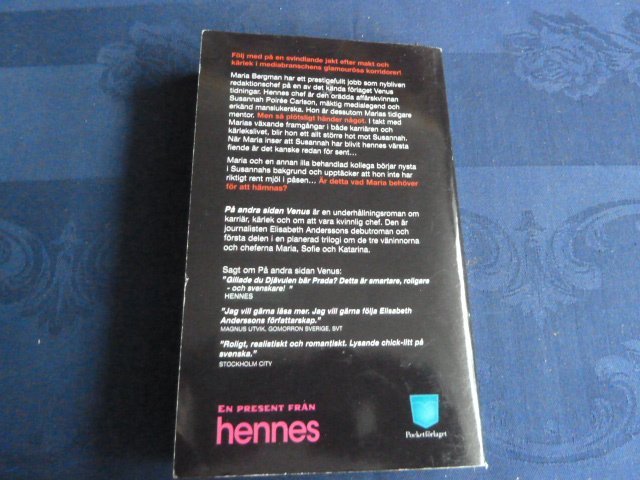 Följ med på en svindlande jakt efter makt och
kärlek i mediabranschens glamourösa korridorer!
Maria Bergman har ett prestigefullt jobb som nybliven
redaktionschef på en av det kända förlaget Venus
tidningar. Hennes chef är den orädda affärskvinnan
Susannah Poirée Carlson, mäktig medialegend och
erkänd manslukerska. Hon är dessutom Marias tidigare
mentor. Men så plötsligt händer något. I takt med
Marias växande framgångar i både karriären och
kärlekslivet, blir hon ett allt större hot mot Susannah.
När Maria inser att Susannah har blivit hennes värsta
fiende är det kanske redan för sent...
Maria och en annan illa behandlad kollega börjar nysta
i Susannahs bakgrund och upptäcker att hon inte har
riktigt rent mjöl i påsen... Är detta vad Maria behöver
för att hämnas?
På andra sidan Venus är en underhållningsroman om
karriär, kärlek och om att vara kvinnlig chef. Den är
journalisten Elisabeth Anderssons debutroman och
första delen i en planerad trilogi om de tre väninnorna
och cheferna Maria, Sofie och Katarina.
Sagt om På andra sidan Venus:
"Gillade du Djävulen bär Prada? Detta är smartare, roligare
- och svenskare! "
HENNES
"Jag vill gärna läsa mer. Jag vill gärna följa Elisabeth
Anderssons författarskap."
MAGNUS UTVIK, GOMORRON SVERIGE, SVT
"Roligt, realistiskt och romantiskt. Lysande chick-lit på
svenska."
STOCKHOLM CITY
EN PRESENT FRÅN
hennes
Pocketförlaget